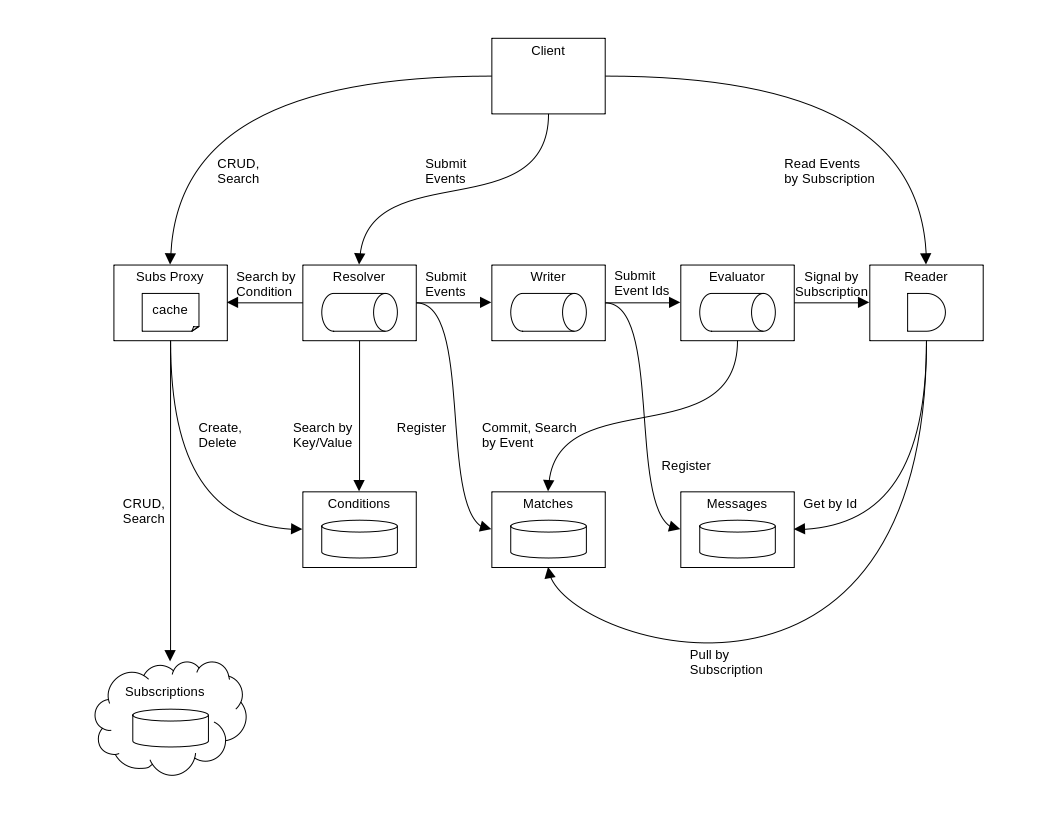 Client
CRUD,
Search
Submit
Events
Read Events
by Subscription
Subs Proxy
cache
Search by
Condition
Resolver
Submit
Events
Writer
Submit
Event Ids
Evaluator
Signal by
Subscription
Reader
Create,
Delete
Search by
Key/Value
Register
Commit, Search
by Event
Register
CRUD,
Search
Conditions
Matches
Messages
Get by Id
Pull by
Subscription
Subscriptions